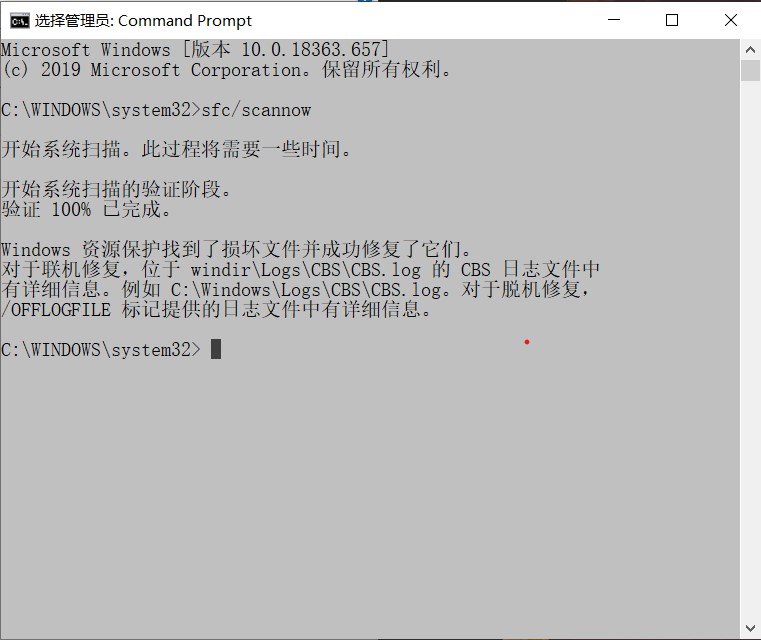 选择管理员: Command Prompt
Microsoft Windows [版本 10.0.18363.657]
(c) 2019 Microsoft Corporation。保留所有权利。
C:\WINDOWS\system32>sfc/scannow
开始系统扫描。此过程将需要一些时间。
开始系统扫描的验证阶段。
验证 100% 已完成。
Windows 资源保护找到了损坏文件并成功修复了它们。
对于联机修复，位于 windir\Logs\CBS\CBS.log 的 CBS 日志文件中
有详细信息。例如 C:\Windows\Logs\CBS\CBS.log。对于脱机修复，
/OFFLOGFILE 标记提供的日志文件中有详细信息。
C:\WINDOWS\system32>